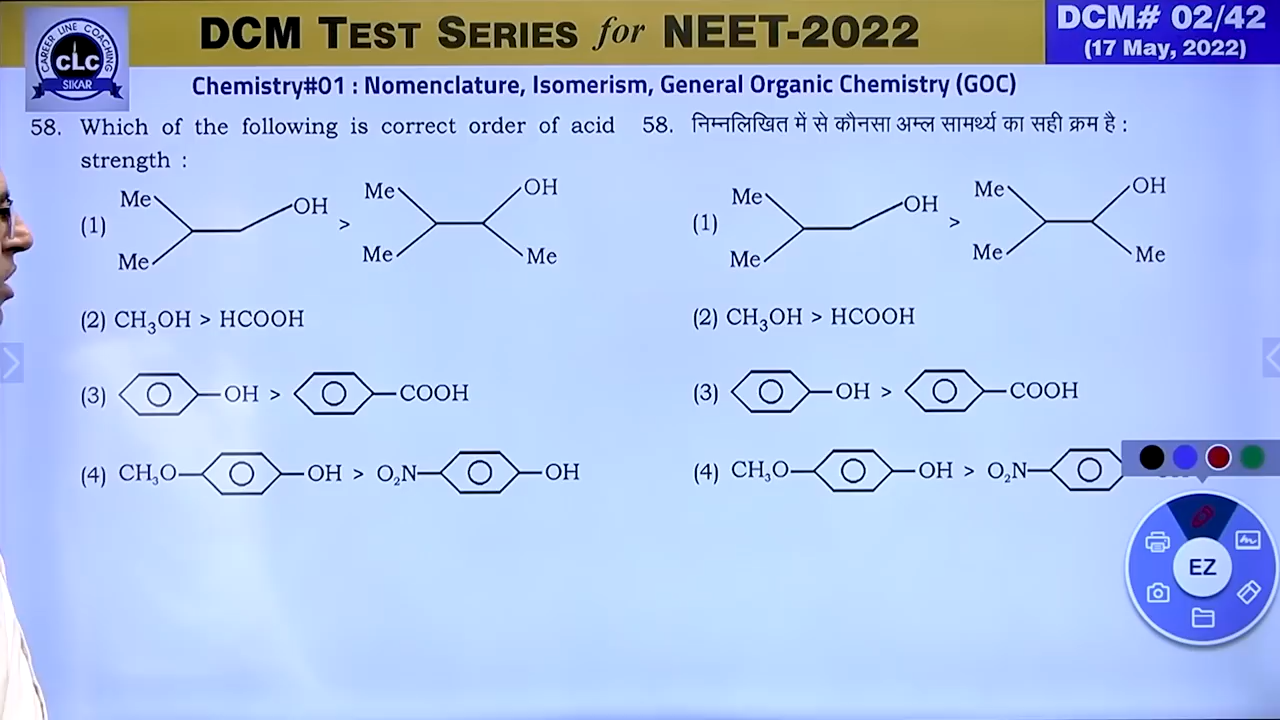 CAREER LINE COACHING
CLC
SIKAR
DCM TEST SERIES for NEET-2022
DCM# 02/42
(17 May, 2022)
Chemistry#01 : Nomenclature, Isomerism, General Organic Chemistry (GOC)
58. Which of the following is correct order of acid
strength :
(1) Me Me OH > Me Me OH Me
(2) CH₃OH > HCOOH
(3) OH > COOH
(4) CH₃O OH > O₂N OH
58. निम्नलिखित में से कौनसा अम्ल सामर्थ्य का सही क्रम है :
(1) Me Me OH > Me Me OH Me
(2) CH₃OH > HCOOH
(3) OH > COOH
(4) CH₃O OH > O₂N
EZ